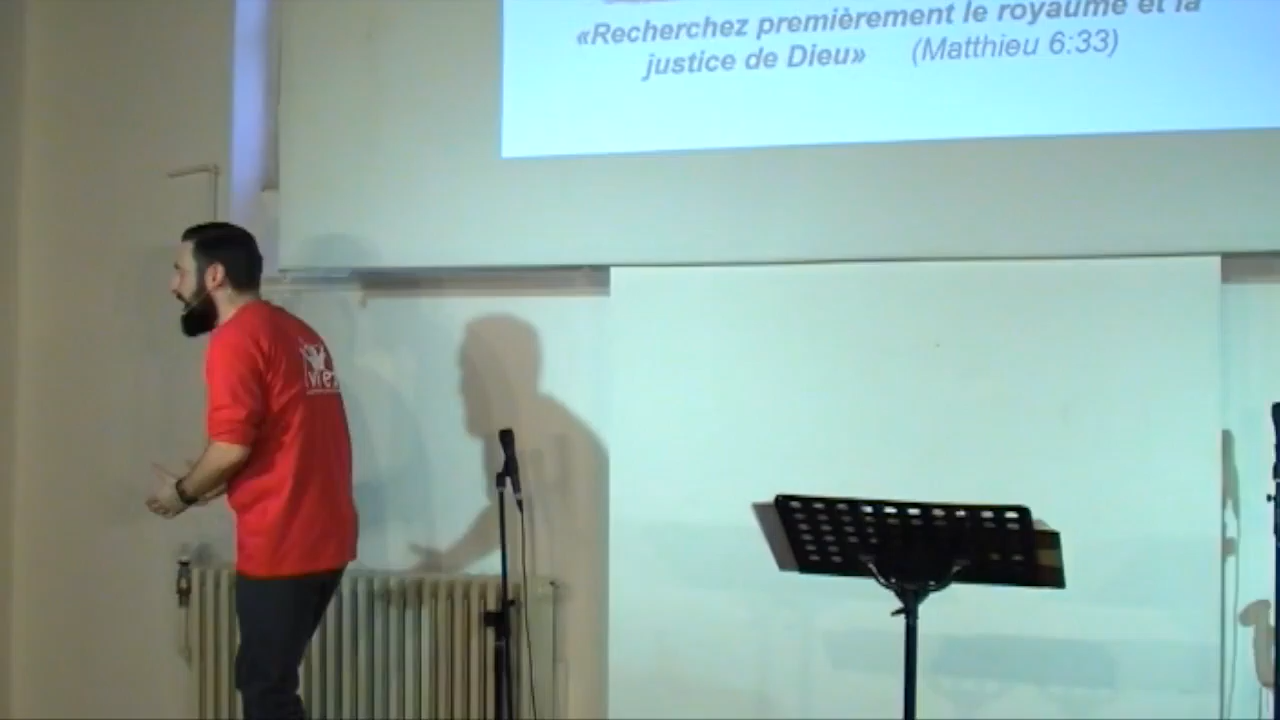 «Recherchez premièrement le royaume et la
justice de Dieu» (Matthieu 6:33)